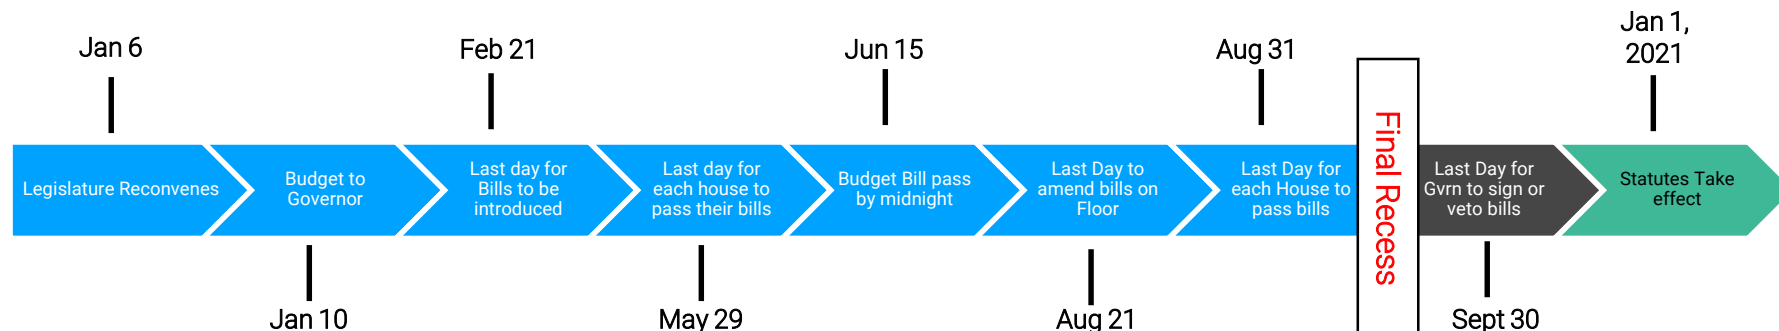 Jan 6
Feb 21
Jun 15
Aug 31
Jan 1,
2021
Legislature Reconvenes
Budget to
Governor
Last day for
Bills to be
introduced
Last day for
each house to
pass their bills
Budget Bill pass
by midnight
Last Day to
amend bills on
Floor
Last Day for
each House to
pass bills
Final Recess
Last Day for
Gvrn to sign or
veto bills
Statutes Take
effect
Jan 10
May 29
Aug 21
Sept 30